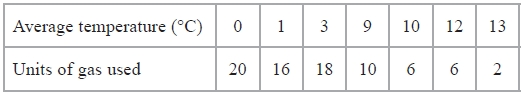 Average temperature (°C) 0 1 3 9 10 12 13
Units of gas used 20 16 18 10 6 6 2